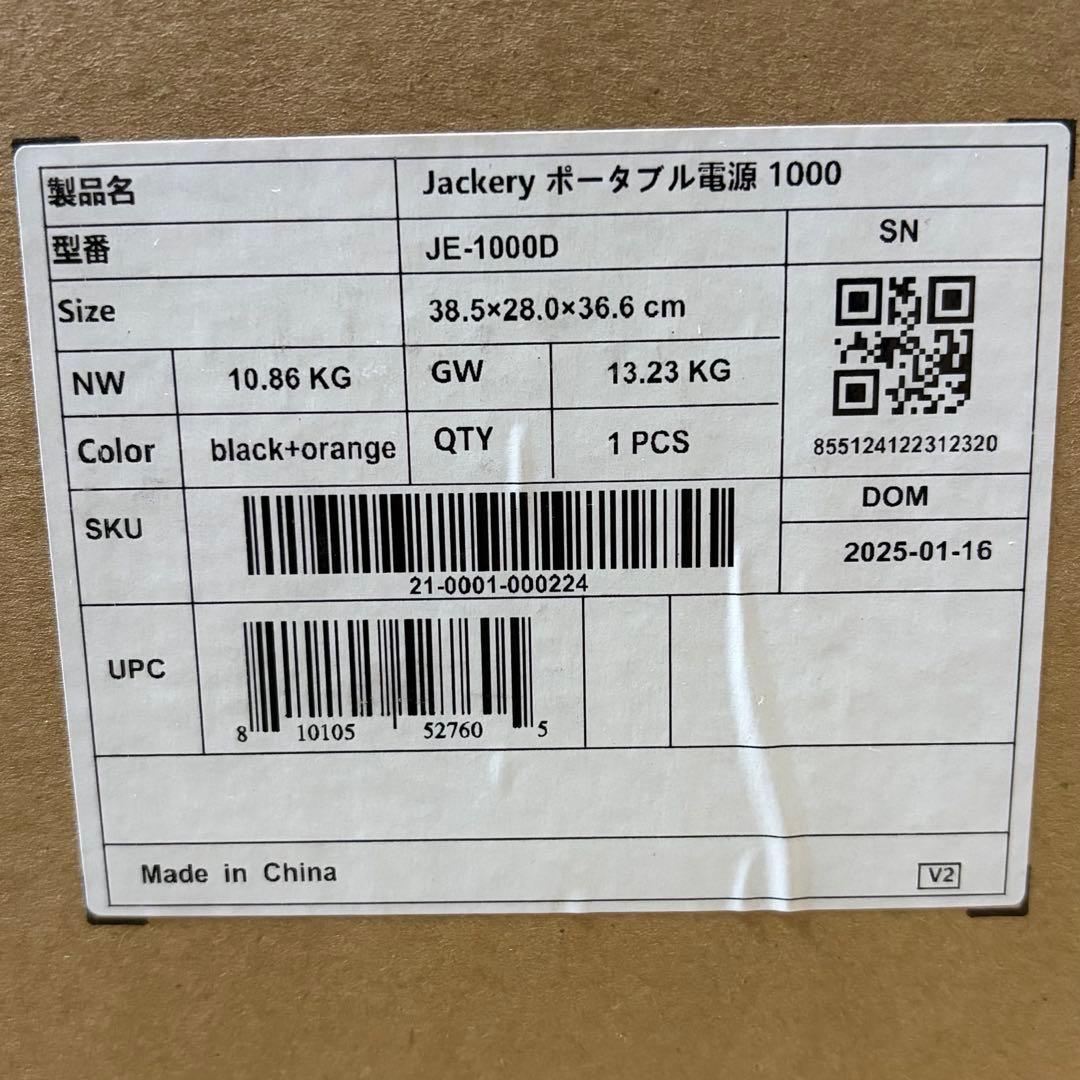 製品名 Jackery ポータブル電源 1000
型番 JE-1000D SN
Size 38.5×28.0×36.6 cm
NW 10.86 KG GW 13.23 KG
855124122312320
Color black+orange QTY 1 PCS
DOM
SKU
2025-01-16
21-0001-000224
UPC
8 10105 52760 5
Made in China V2